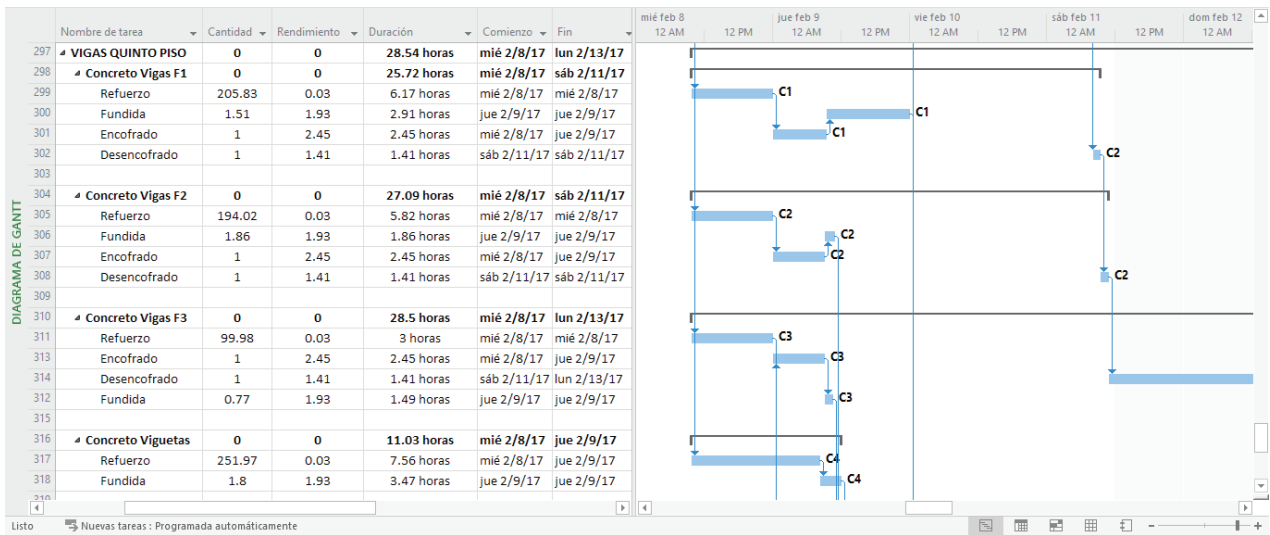 mié feb 8 jue feb 9 vie feb 10 sáb feb 11 dom feb 12
Nombre de tarea Cantidad Rendimiento Duración Comienzo Fin 12 AM 12 PM 12 AM 12 PM 12 AM 12 PM 12 AM 12 PM 12 AM
297 VIGAS QUINTO PISO 0 0 28.54 horas mié 2/8/17 lun 2/13/17
298 Concreto Vigas F1 0 0 25.72 horas mié 2/8/17 sáb 2/11/17
299 Refuerzo 205.83 0.03 6.17 horas mié 2/8/17 mié 2/8/17 C1
300 Fundida 1.51 1.93 2.91 horas jue 2/9/17 jue 2/9/17 C1
301 Encofrado 1 2.45 2.45 horas mié 2/8/17 jue 2/9/17 C1
302 Desencofrado 1 1.41 1.41 horas sáb 2/11/17 sáb 2/11/17 C2
303
304 Concreto Vigas F2 0 0 27.09 horas mié 2/8/17 sáb 2/11/17
305 Refuerzo 194.02 0.03 5.82 horas mié 2/8/17 mié 2/8/17 C2
306 Fundida 1.86 1.93 1.86 horas jue 2/9/17 jue 2/9/17 C2
307 Encofrado 1 2.45 2.45 horas mié 2/8/17 jue 2/9/17 C2
308 Desencofrado 1 1.41 1.41 horas sáb 2/11/17 sáb 2/11/17 C2
309
310 Concreto Vigas F3 0 0 28.5 horas mié 2/8/17 lun 2/13/17
311 Refuerzo 99.98 0.03 3 horas mié 2/8/17 mié 2/8/17 C3
313 Encofrado 1 2.45 2.45 horas mié 2/8/17 jue 2/9/17 C3
314 Desencofrado 1 1.41 1.41 horas sáb 2/11/17 lun 2/13/17
312 Fundida 0.77 1.93 1.49 horas jue 2/9/17 jue 2/9/17 C3
315
316 Concreto Viguetas 0 0 11.03 horas mié 2/8/17 jue 2/9/17
317 Refuerzo 251.97 0.03 7.56 horas mié 2/8/17 jue 2/9/17 C4
318 Fundida 1.8 1.93 3.47 horas jue 2/9/17 jue 2/9/17 C4
DIAGRAMA DE GANTT
Listo Nuevas tareas : Programada automáticamente